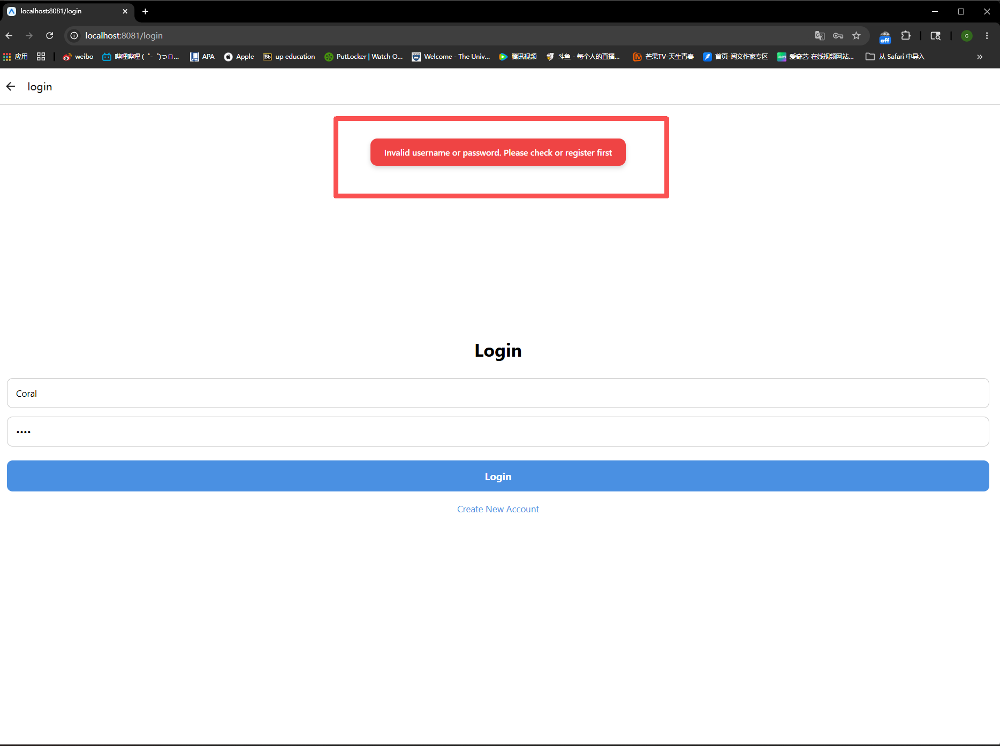 localhost:8081/login
localhost:8081/login
off
C
应用
weibo
哔哩哔哩 ( ゜- ゜)つロ...
APA
Apple
Bb up education
PutLocker | Watch O...
Welcome - The Univ...
腾讯视频
斗鱼 - 每个人的直播...
芒果TV-天生青春
首页-阅文作家专区
爱奇艺-在线视频网站...
从 Safari 中导入
login
Invalid username or password. Please check or register first
Login
Coral
Login
Create New Account